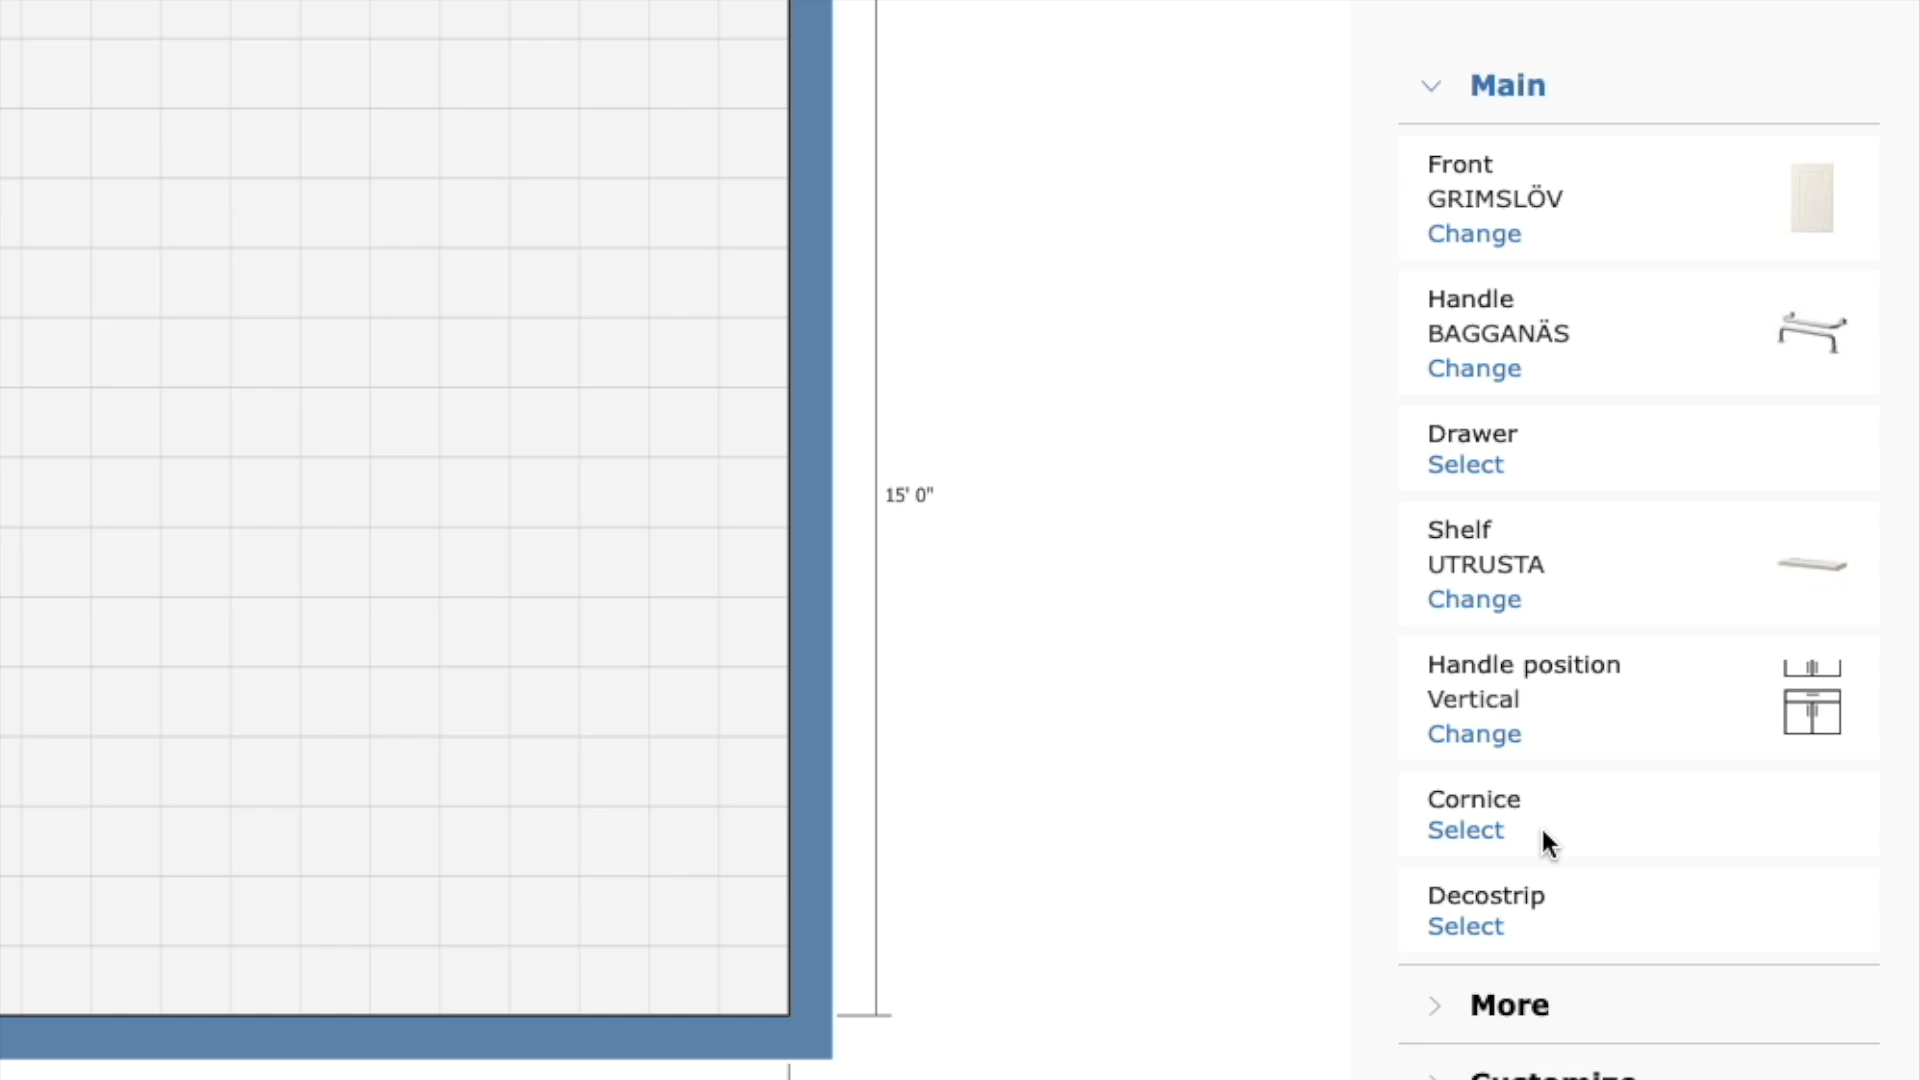 15' 0"
Main
Front
GRIMSLÖV
Change
Handle
BAGGANÄS
Change
Drawer
Select
Shelf
UTRUSTA
Change
Handle position
Vertical
Change
Cornice
Select
Decostrip
Select
More
Customize